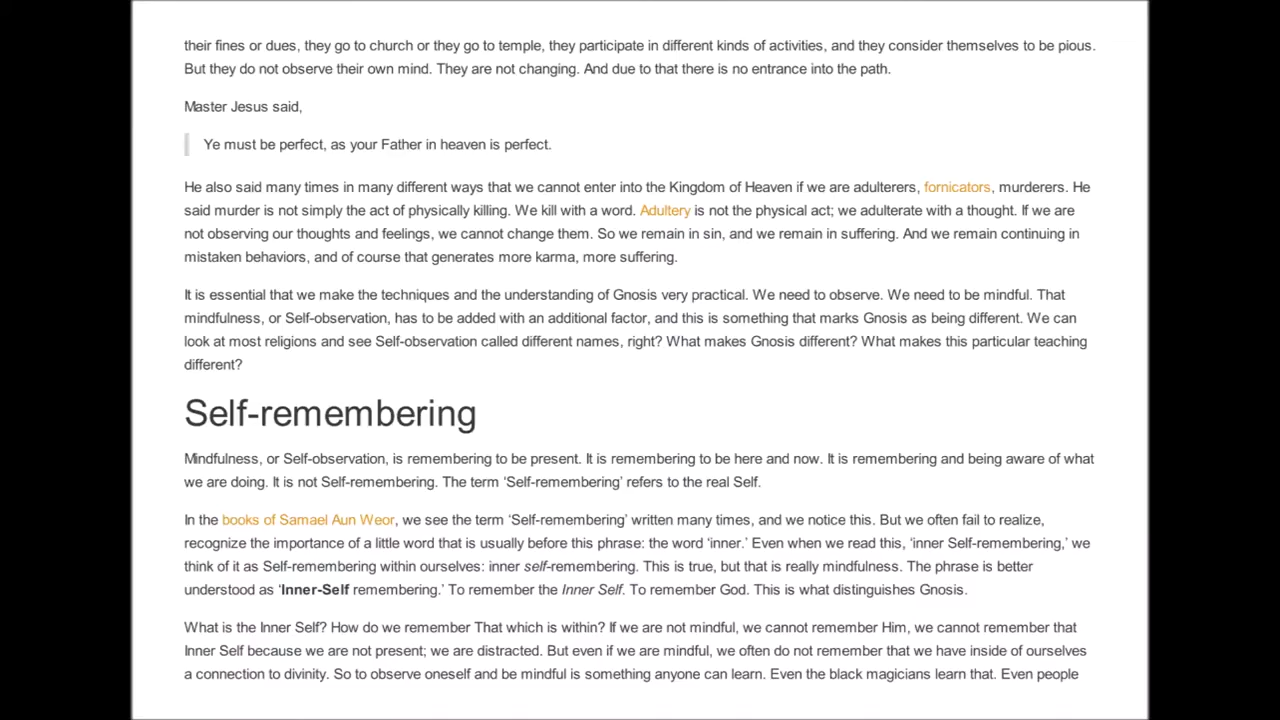 their fines or dues, they go to church or they go to temple, they participate in different kinds of activities, and they consider themselves to be pious.
But they do not observe their own mind. They are not changing. And due to that there is no entrance into the path.
Master Jesus said,
Ye must be perfect, as your Father in heaven is perfect.
He also said many times in many different ways that we cannot enter into the Kingdom of Heaven if we are adulterers, fornicators, murderers. He
said murder is not simply the act of physically killing. We kill with a word. Adultery is not the physical act; we adulterate with a thought. If we are
not observing our thoughts and feelings, we cannot change them. So we remain in sin, and we remain in suffering. And we remain continuing in
mistaken behaviors, and of course that generates more karma, more suffering.
It is essential that we make the techniques and the understanding of Gnosis very practical. We need to observe. We need to be mindful. That
mindfulness, or Self-observation, has to be added with an additional factor, and this is something that marks Gnosis as being different. We can
look at most religions and see Self-observation called different names, right? What makes Gnosis different? What makes this particular teaching
different?
Self-remembering
Mindfulness, or Self-observation, is remembering to be present. It is remembering to be here and now. It is remembering and being aware of what
we are doing. It is not Self-remembering. The term ‘Self-remembering’ refers to the real Self.
In the books of Samael Aun Weor, we see the term ‘Self-remembering’ written many times, and we notice this. But we often fail to realize,
recognize the importance of a little word that is usually before this phrase: the word ‘inner.’ Even when we read this, ‘inner Self-remembering,’ we
think of it as Self-remembering within ourselves: inner self-remembering. This is true, but that is really mindfulness. The phrase is better
understood as ‘Inner-Self remembering.’ To remember the Inner Self. To remember God. This is what distinguishes Gnosis.
What is the Inner Self? How do we remember That which is within? If we are not mindful, we cannot remember Him, we cannot remember that
Inner Self because we are not present; we are distracted. But even if we are mindful, we often do not remember that we have inside of ourselves
a connection to divinity. So to observe oneself and be mindful is something anyone can learn. Even the black magicians learn that. Even people